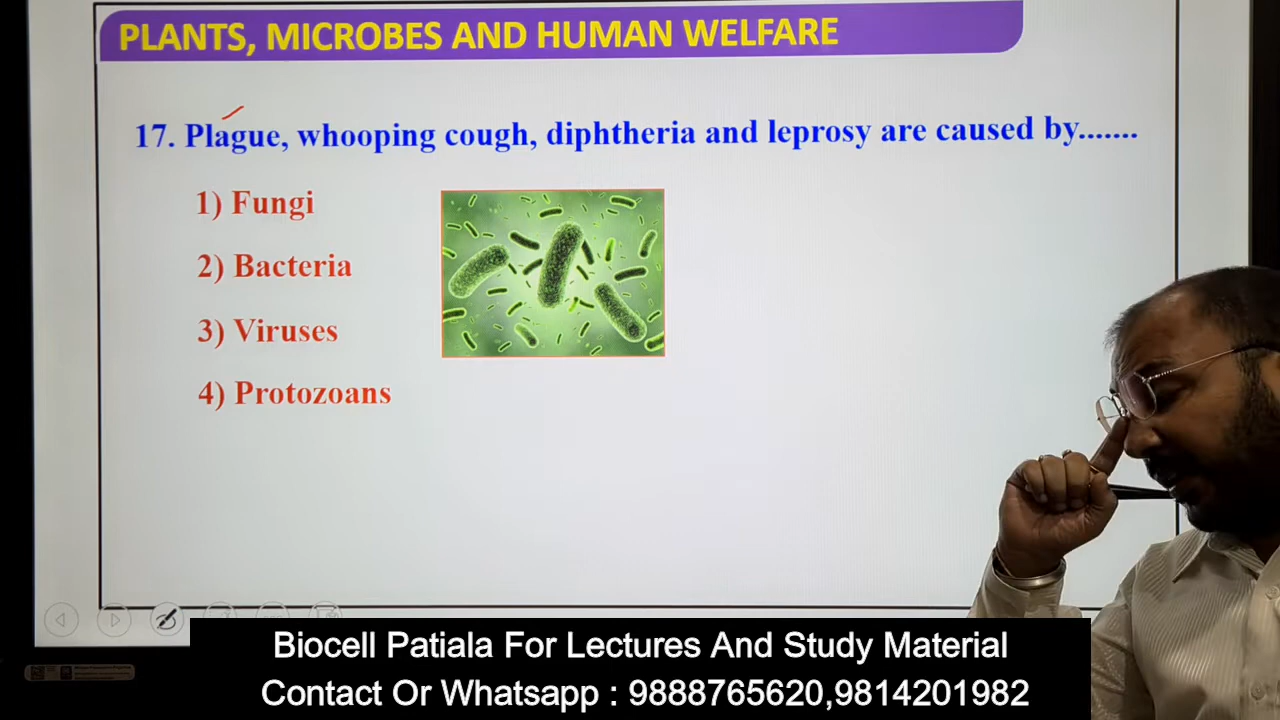 PLANTS, MICROBES AND HUMAN WELFARE
17. Plague, whooping cough, diphtheria and leprosy are caused by.......
1) Fungi
2) Bacteria
3) Viruses
4) Protozoans
Biocell Patiala For Lectures And Study Material
Contact Or Whatsapp : 9888765620,9814201982